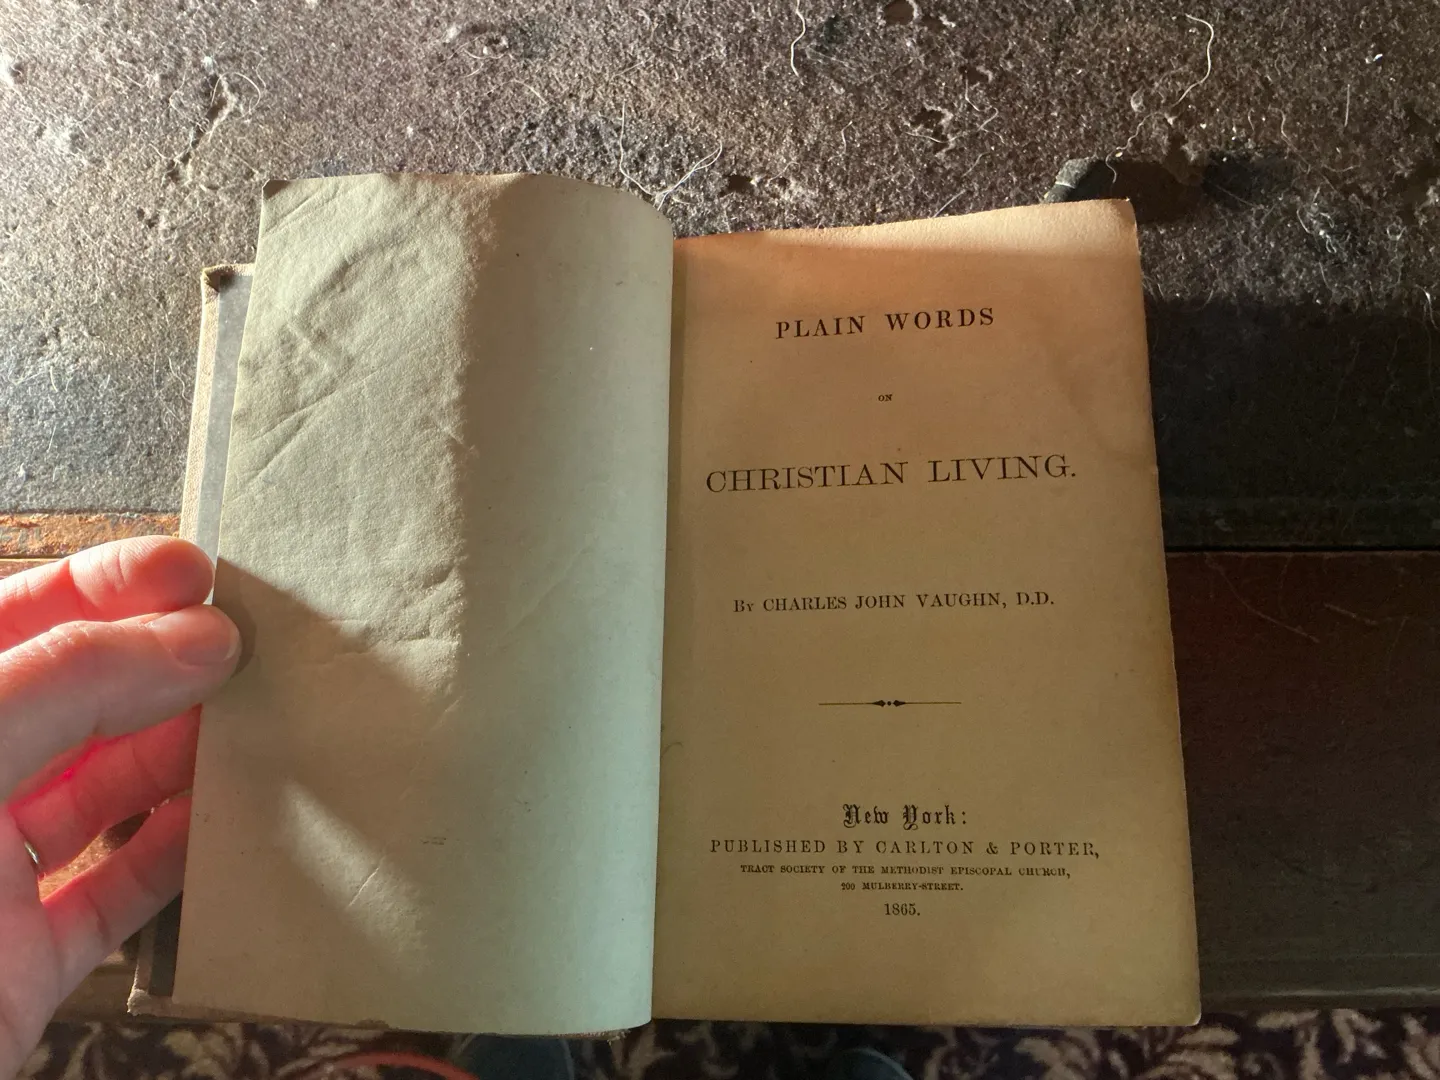 PLAIN WORDS
ON
CHRISTIAN LIVING.
By CHARLES JOHN VAUGHN, D.D.
New York:
PUBLISHED BY CARLTON & PORTER,
TRACT SOCIETY OF THE METHODIST EPISCOPAL CHURCH,
200 MULBERRY-STREET.
1865.